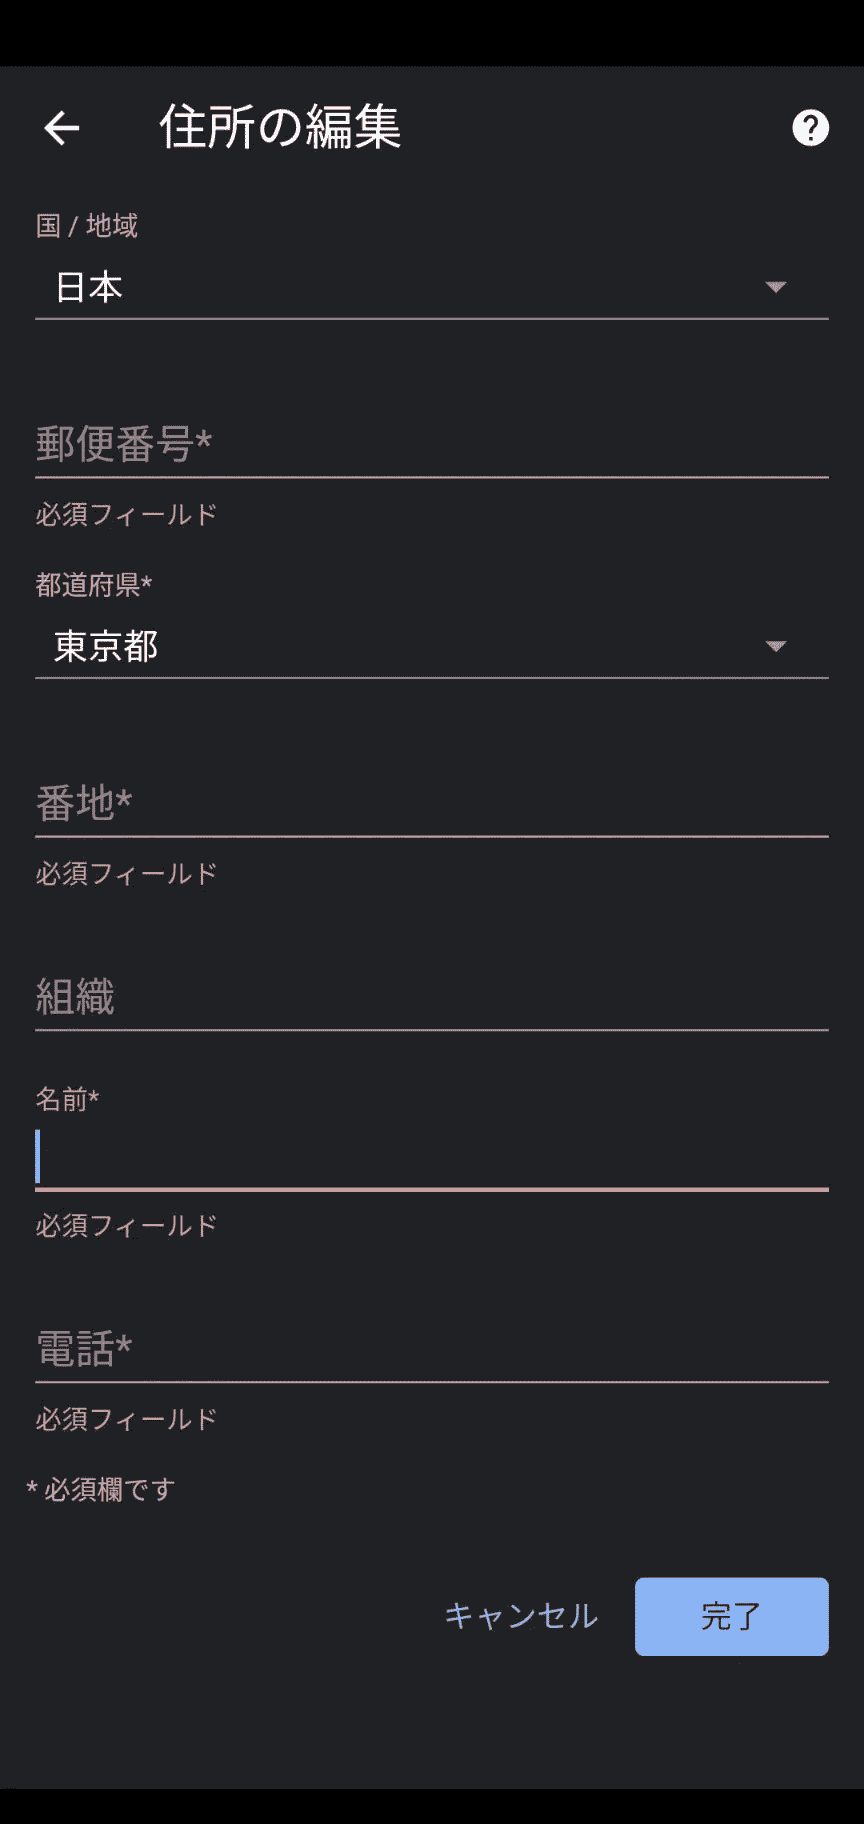 住所の編集
国 / 地域
日本
郵便番号*
必須フィールド
都道府県*
東京都
番地*
必須フィールド
組織
名前*
必須フィールド
電話*
必須フィールド
* 必須欄です
キャンセル 完了